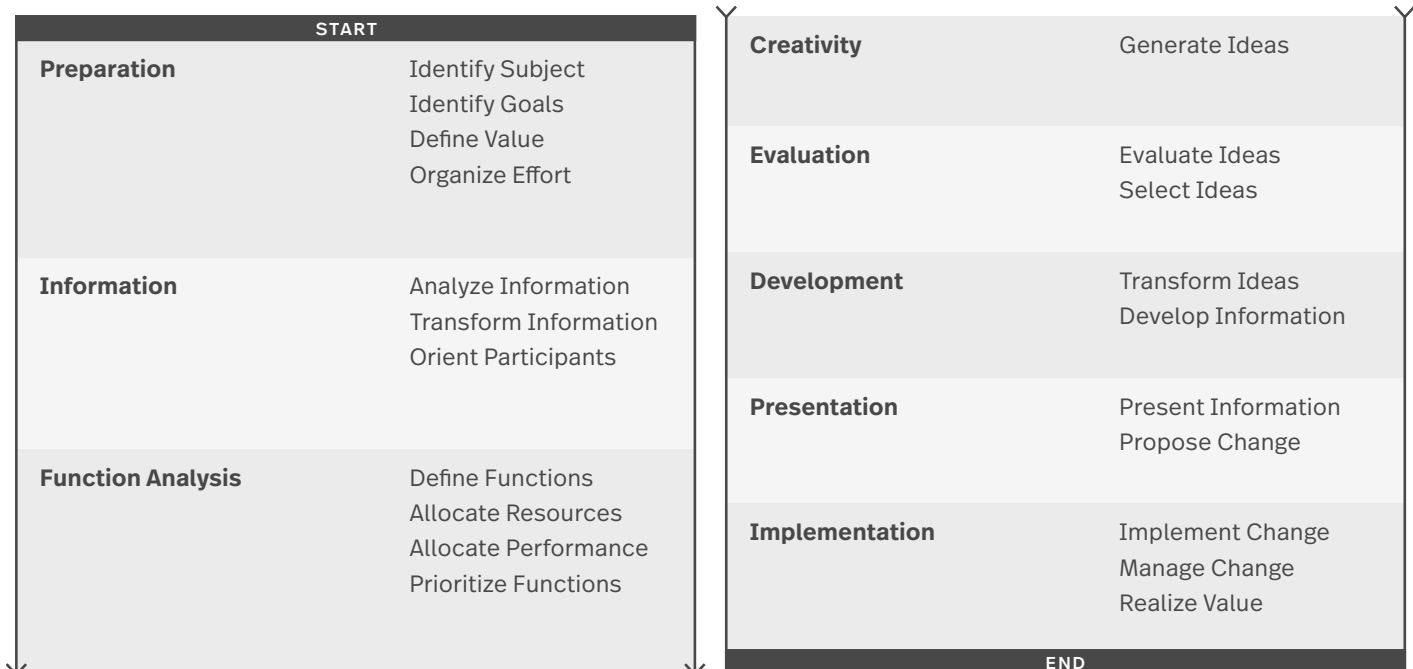 START
Preparation
Identify Subject
Identify Goals
Define Value
Organize Effort
Information
Analyze Information
Transform Information
Orient Participants
Function Analysis
Define Functions
Allocate Resources
Allocate Performance
Prioritize Functions
Creativity
Generate Ideas
Evaluation
Evaluate Ideas
Select Ideas
Development
Transform Ideas
Develop Information
Presentation
Present Information
Propose Change
Implementation
Implement Change
Manage Change
Realize Value
END